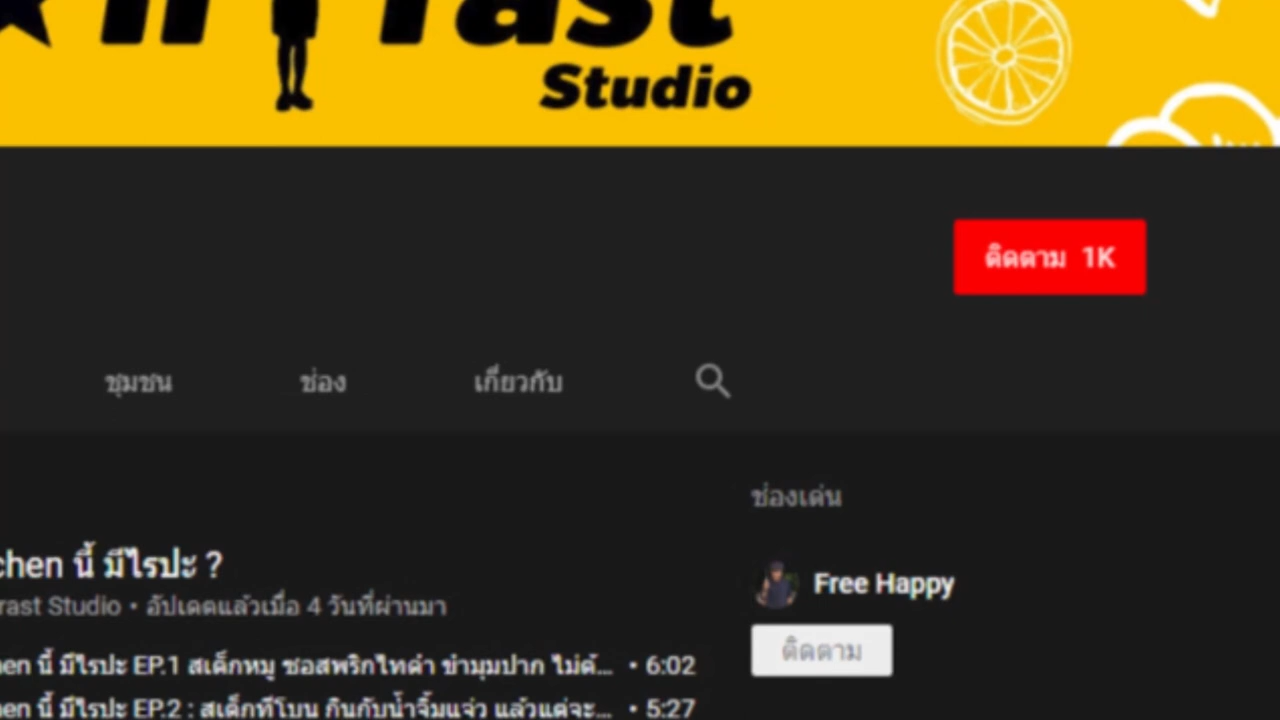 Studio
ติดตาม 1K
ชุมชน ช่อง เกี่ยวกับ
ช่องเด่น
chen นี้ มีไรปะ ?
Free Happy
rast Studio • อัปเดตแล้วเมื่อ 4 วันที่ผ่านมา
ติดตาม
en นี้ มีไรปะ EP.1 สเต็กหมู ซอสพริกไทดำ ขำมุมปาก ไม่ดั... • 6:02
en นี้ มีไรปะ EP.2 : สเต็กทีโบน กินกับน้ำจิ้มแจ่ว แล้วแต่จะ... • 5:27